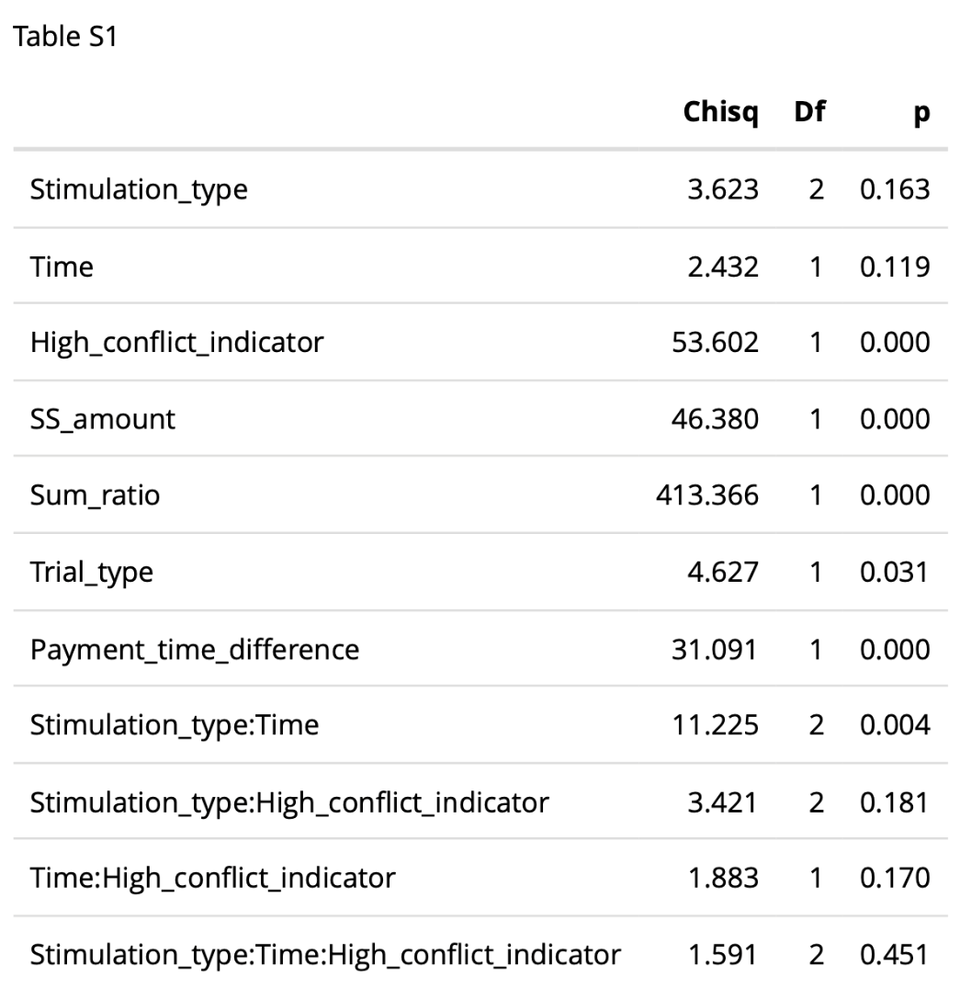 Table S1
Chisq Df p
Stimulation_type 3.623 2 0.163
Time 2.432 1 0.119
High_conflict_indicator 53.602 1 0.000
SS_amount 46.380 1 0.000
Sum_ratio 413.366 1 0.000
Trial_type 4.627 1 0.031
Payment_time_difference 31.091 1 0.000
Stimulation_type:Time 11.225 2 0.004
Stimulation_type:High_conflict_indicator 3.421 2 0.181
Time:High_conflict_indicator 1.883 1 0.170
Stimulation_type:Time:High_conflict_indicator 1.591 2 0.451